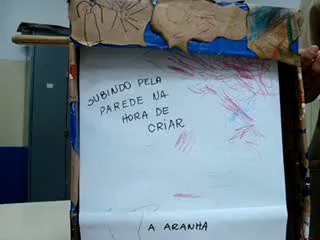 SUBINDO PELA
PAREDE NA
HORA DE
CRIAR
A ARANHA